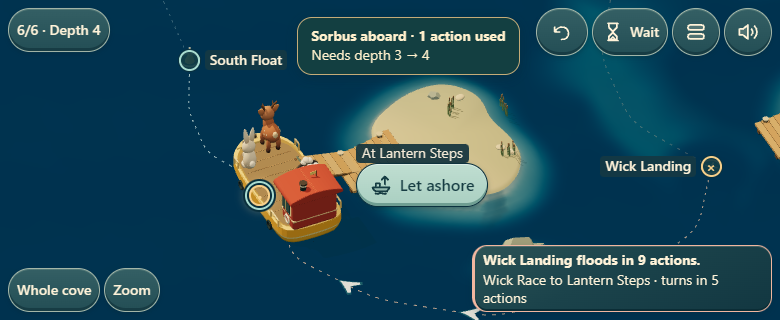 6/6 · Depth 4
Sorbus aboard · 1 action used
Needs depth 3 → 4
Wait
South Float
At Lantern Steps
Let ashore
Wick Landing
Wick Landing floods in 9 actions.
Wick Race to Lantern Steps · turns in 5
actions
Whole cove
Zoom